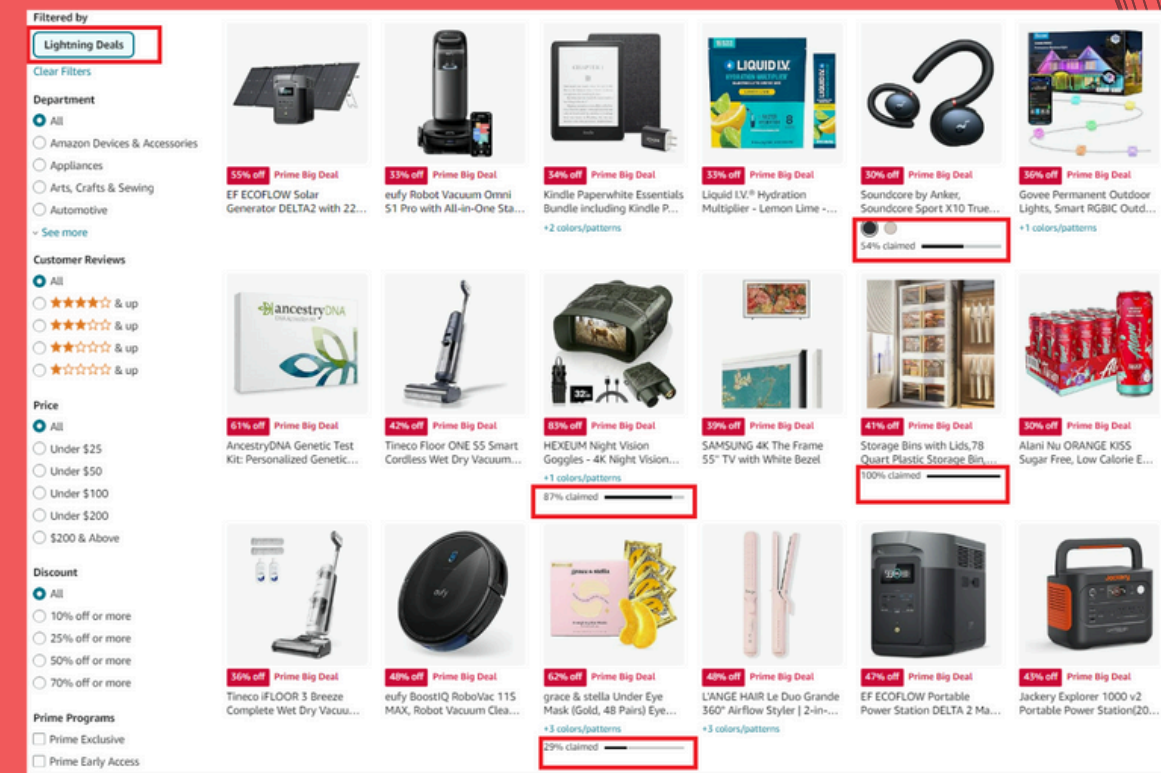 Filtered by
Lightning Deals
Clear Filters
Department
All
Amazon Devices & Accessories
Appliances
Arts, Crafts & Sewing
Automotive
See more
Customer Reviews
All
& up
& up
& up
& up
Price
All
Under $25
Under $50
Under $100
Under $200
$200 & Above
Discount
All
10% off or more
25% off or more
50% off or more
70% off or more
Prime Programs
Prime Exclusive
Prime Early Access
55% off Prime Big Deal
EF ECOFLOW Solar
Generator DELTA2 with 22...
33% off Prime Big Deal
eufy Robot Vacuum Omni
S1 Pro with All-in-One Sta...
kindle
34% off Prime Big Deal
Kindle Paperwhite Essentials
Bundle including Kindle P...
+2 colors/patterns
LIQUID I.V.
HYDRATION MULTIPLIER
8
33% off Prime Big Deal
Liquid I.V.® Hydration
Multiplier - Lemon Lime -...
30% off Prime Big Deal
Soundcore by Anker,
Soundcore Sport X10 True...
54% claimed
36% off Prime Big Deal
Govee Permanent Outdoor
Lights, Smart RGBIC Outd...
+1 colors/patterns
ancestryDNA
61% off Prime Big Deal
AncestryDNA Genetic Test
Kit: Personalized Genetic...
42% off Prime Big Deal
Tineco Floor ONE S5 Smart
Cordless Wet Dry Vacuum...
32
83% off Prime Big Deal
HEXEUM Night Vision
Goggles - 4K Night Vision...
+1 colors/patterns
87% claimed
39% off Prime Big Deal
SAMSUNG 4K The Frame
55" TV with White Bezel
41% off Prime Big Deal
Storage Bins with Lids,78
Quart Plastic Storage Bin,...
100% claimed
Alani
30% off Prime Big Deal
Alani Nu ORANGE KISS
Sugar Free, Low Calorie E...
36% off Prime Big Deal
Tineco iFLOOR 3 Breeze
Complete Wet Dry Vacuu...
eufy
48% off Prime Big Deal
eufy BoostIQ RoboVac 11S
MAX, Robot Vacuum Clea...
grace & stella
62% off Prime Big Deal
grace & stella Under Eye
Mask (Gold, 48 Pairs) Eye...
+3 colors/patterns
29% claimed
48% off Prime Big Deal
L'ANGE HAIR Le Duo Grande
360° Airflow Styler | 2-in-...
+3 colors/patterns
47% off Prime Big Deal
EF ECOFLOW Portable
Power Station DELTA 2 Ma...
Jackery
43% off Prime Big Deal
Jackery Explorer 1000 v2
Portable Power Station(20...